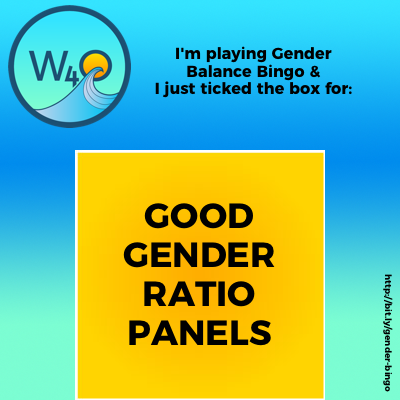 W4O
I'm playing Gender
Balance Bingo &
I just ticked the box for:
GOOD
GENDER
RATIO
PANELS
http://bit.ly/gender-bingo